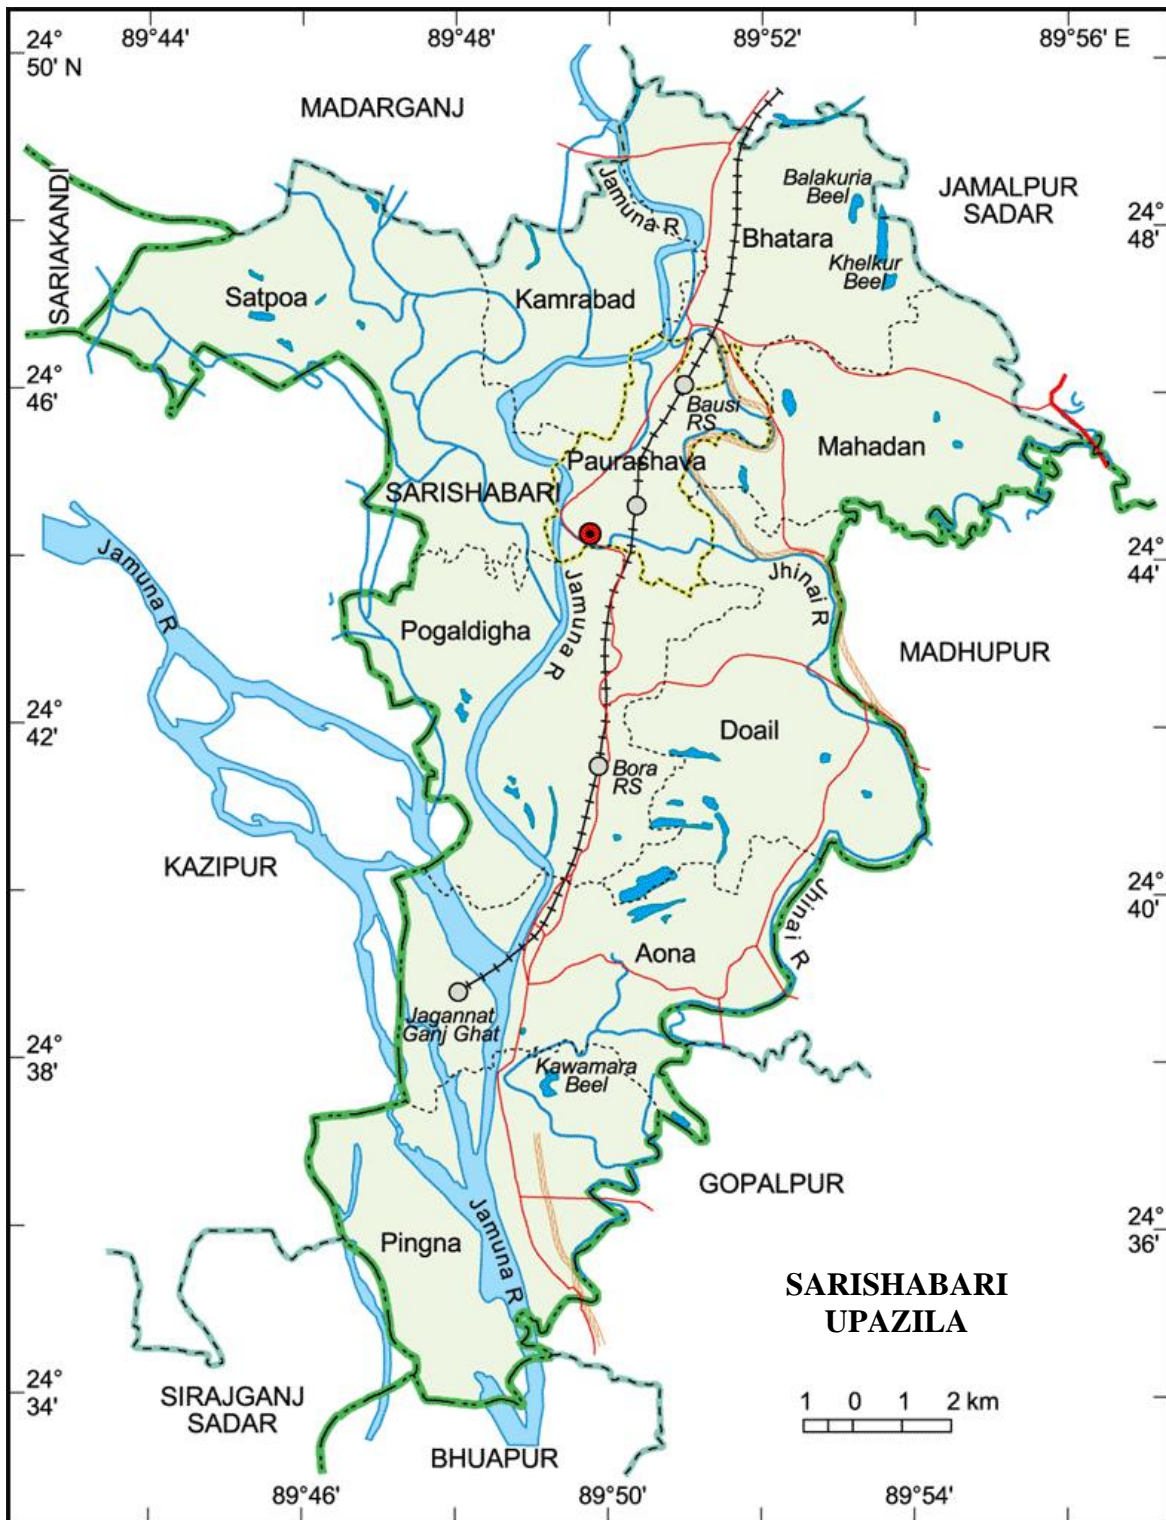 89°44'
89°48'
89°52'
89°56' E
24°
50' N
MADARGANJ
SARIAKANDI
Jamuna R
Balakuria
Beel
JAMALPUR
SADAR
24°
48'
Bhatara
Khelkur
Beel
Satpoa
Kamrabad
24°
46'
24°
46'
Bausi
RS
Mahadan
Paurashava
SARISHABARI
Jamuna R
24°
44'
Jhinai R
Jamuna R
Pogaldigha
MADHUPUR
24°
42'
Doail
Bora
RS
KAZIPUR
Jhinai R
24°
40'
Aona
Jagannat
Ganj Ghat
24°
38'
Kawamara
Beel
GOPALPUR
24°
36'
Pingna
Jamuna R
SARISHABARI
UPAZILA
24°
34'
SIRAJGANJ
SADAR
1 0 1 2 km
BHUAPUR
89°46'
89°50'
89°54'